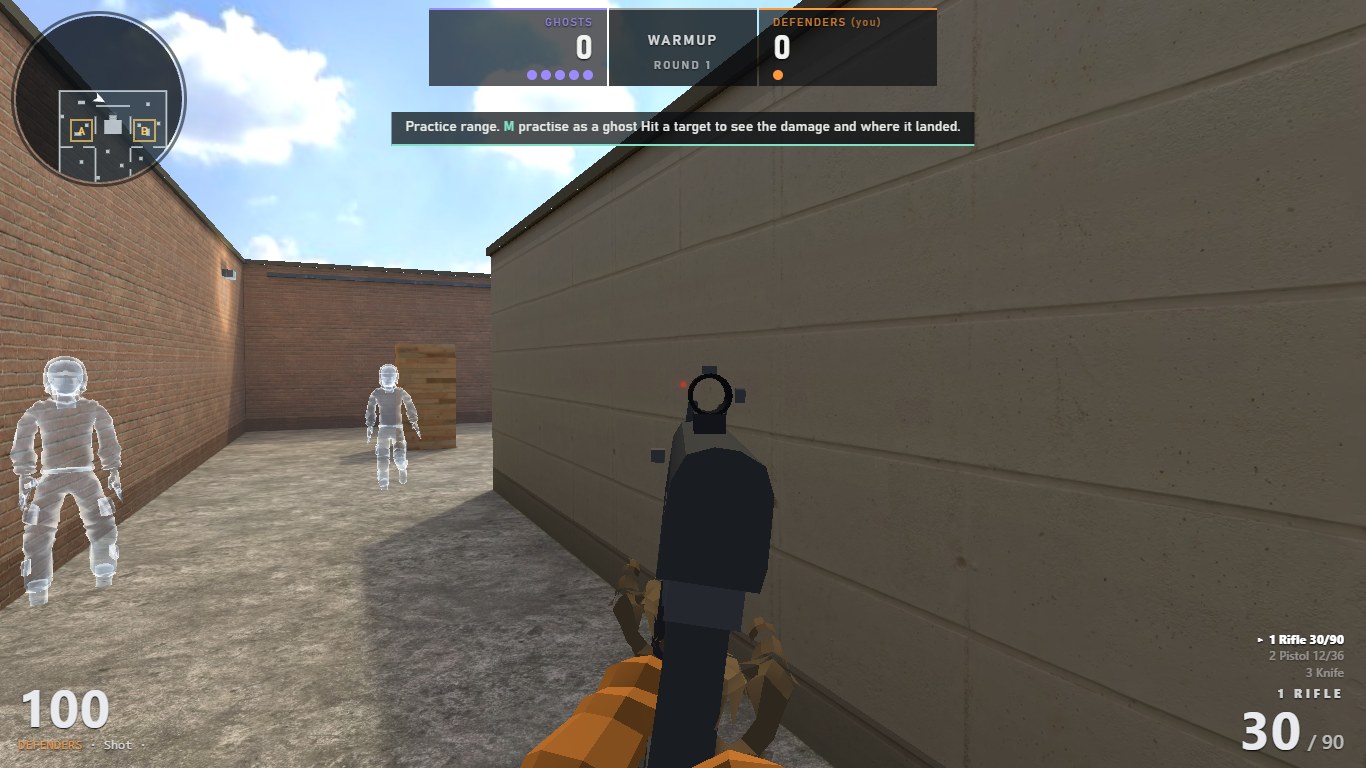 GHOSTS
0
WARMUP
ROUND 1
DEFENDERS (you)
0
Practice range. M practise as a ghost Hit a target to see the damage and where it landed.
A
B
▸ 1 Rifle 30/90
2 Pistol 12/36
3 Knife
1 RIFLE
30 / 90
100
DEFENDERS · Shot ·